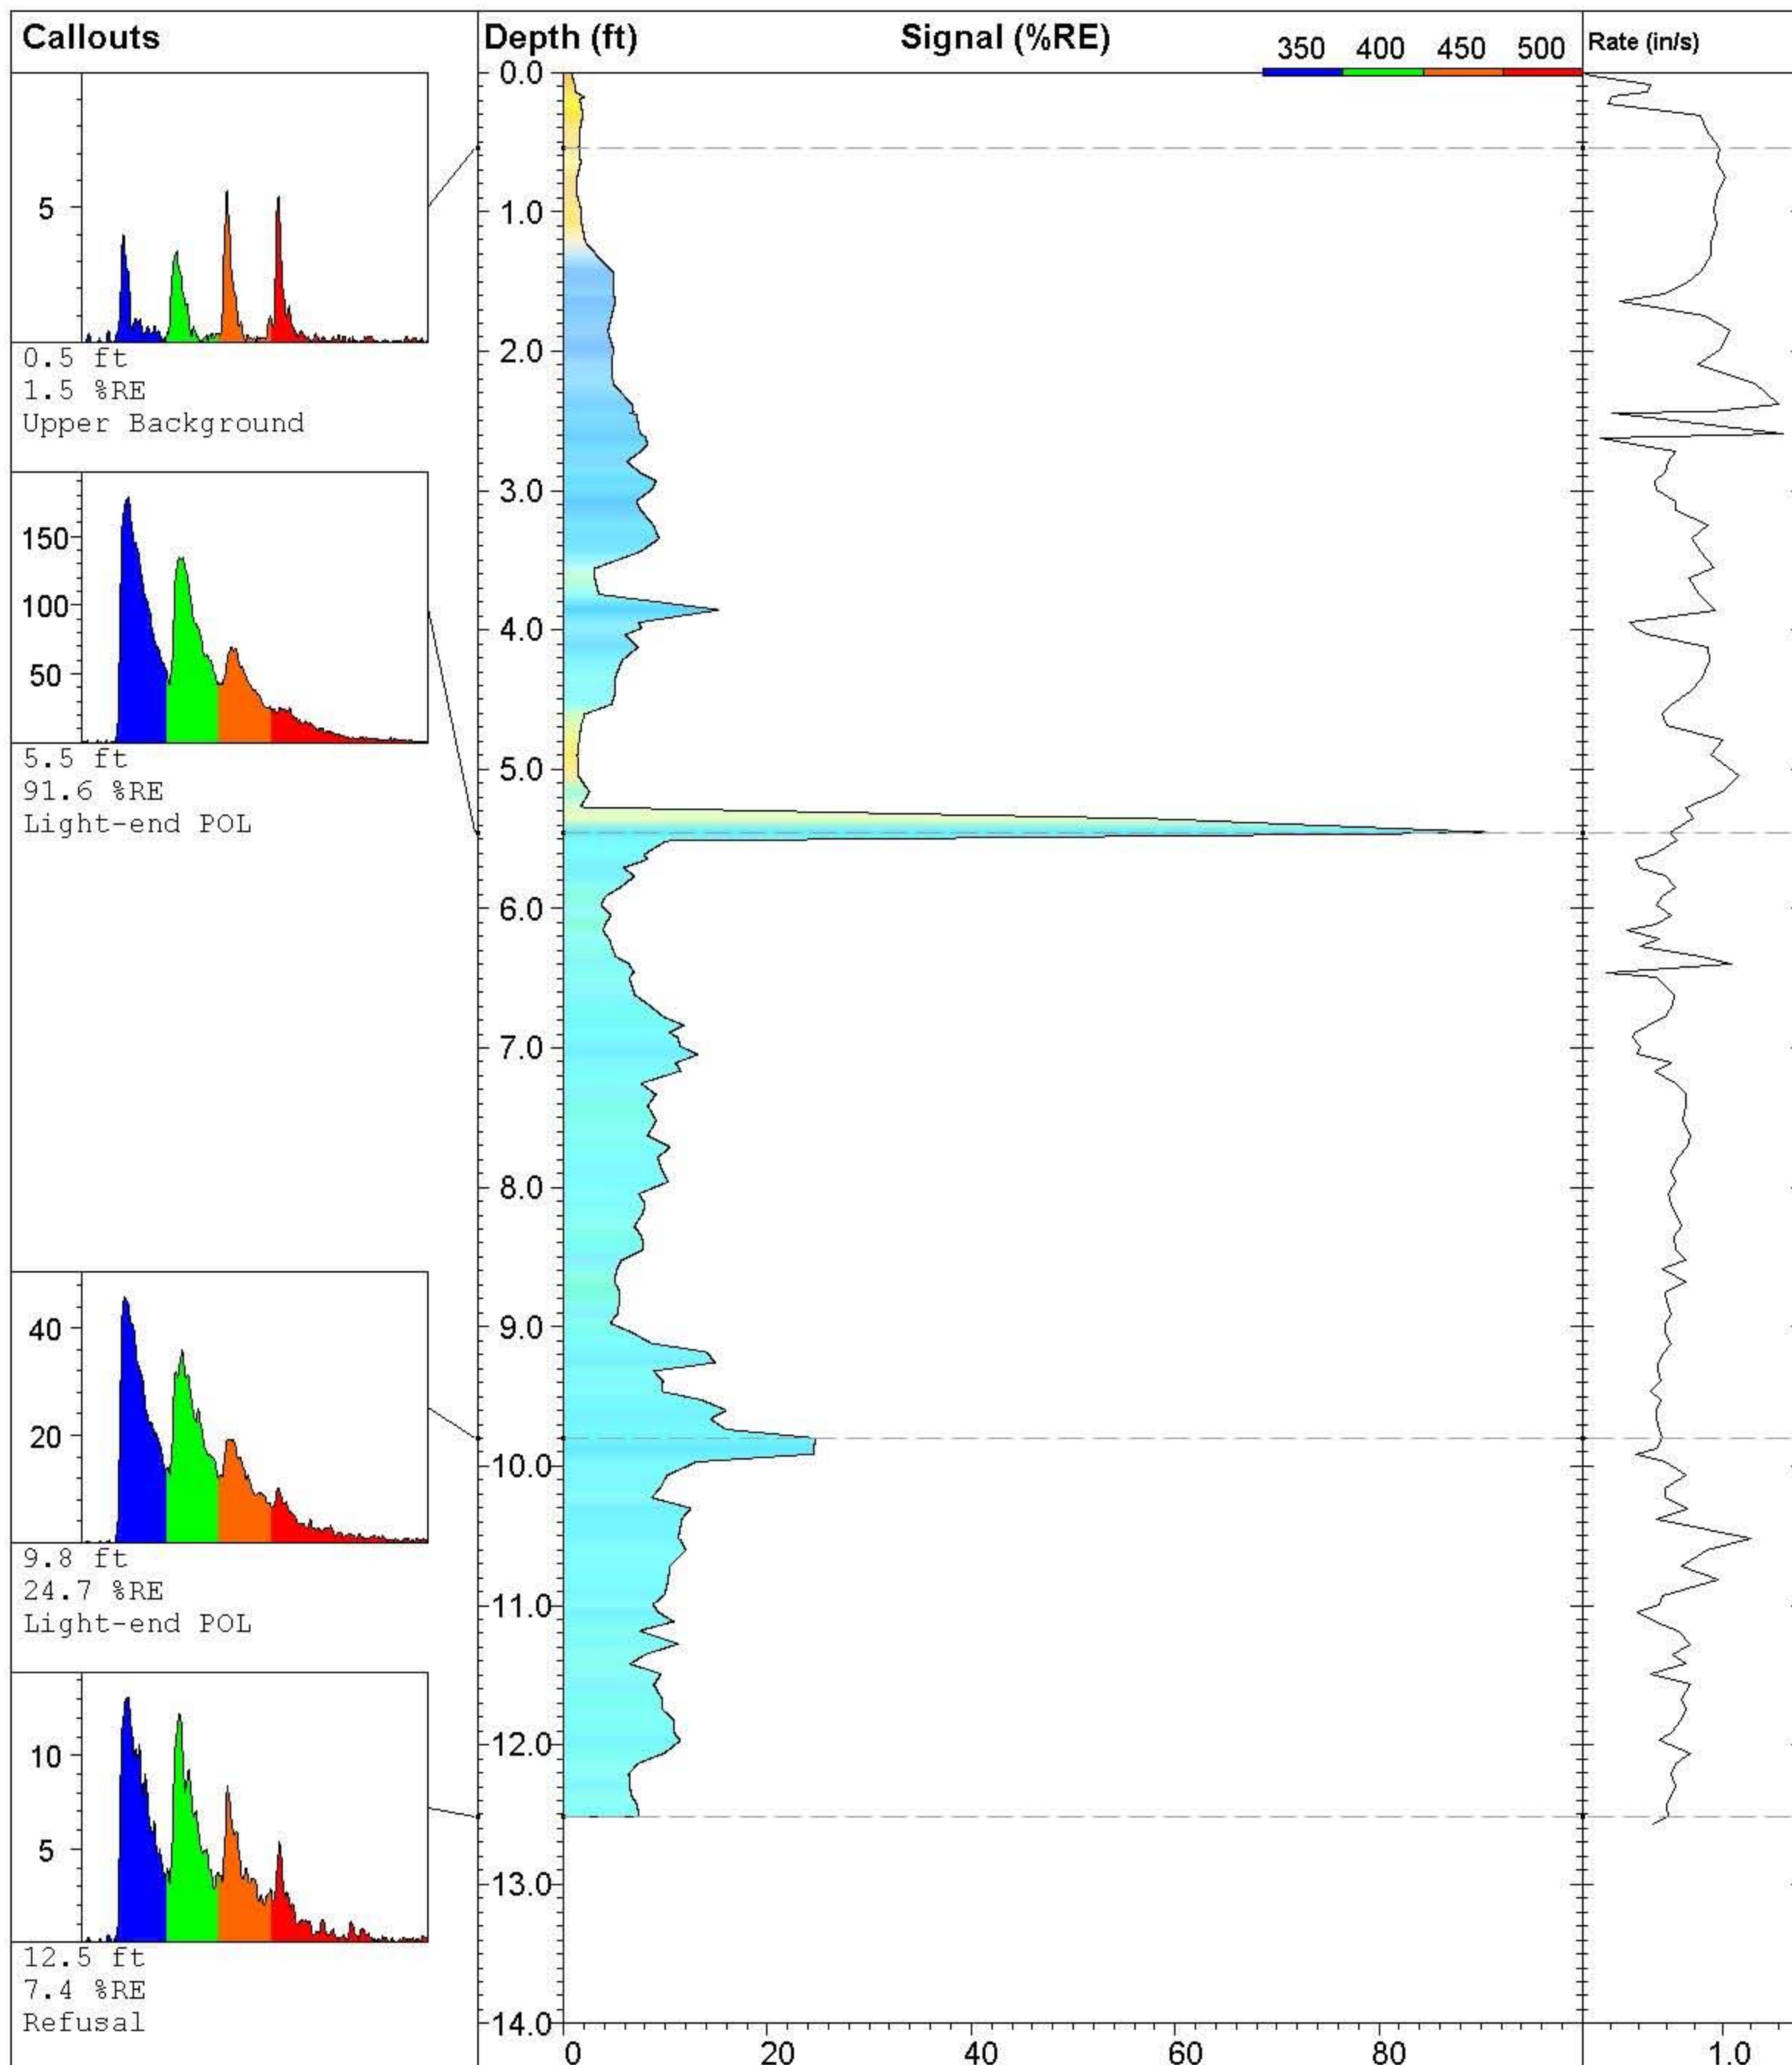 Callouts
Depth (ft)
Signal (%RE)
350 400 450 500
Rate (in/s)
5
0.5 ft
1.5 %RE
Upper Background
150
100
50
5.5 ft
91.6 %RE
Light-end POL
40
20
9.8 ft
24.7 %RE
Light-end POL
10
5
12.5 ft
7.4 %RE
Refusal
0.0
1.0
2.0
3.0
4.0
5.0
6.0
7.0
8.0
9.0
10.0
11.0
12.0
13.0
14.0
0 20 40 60 80
1.0